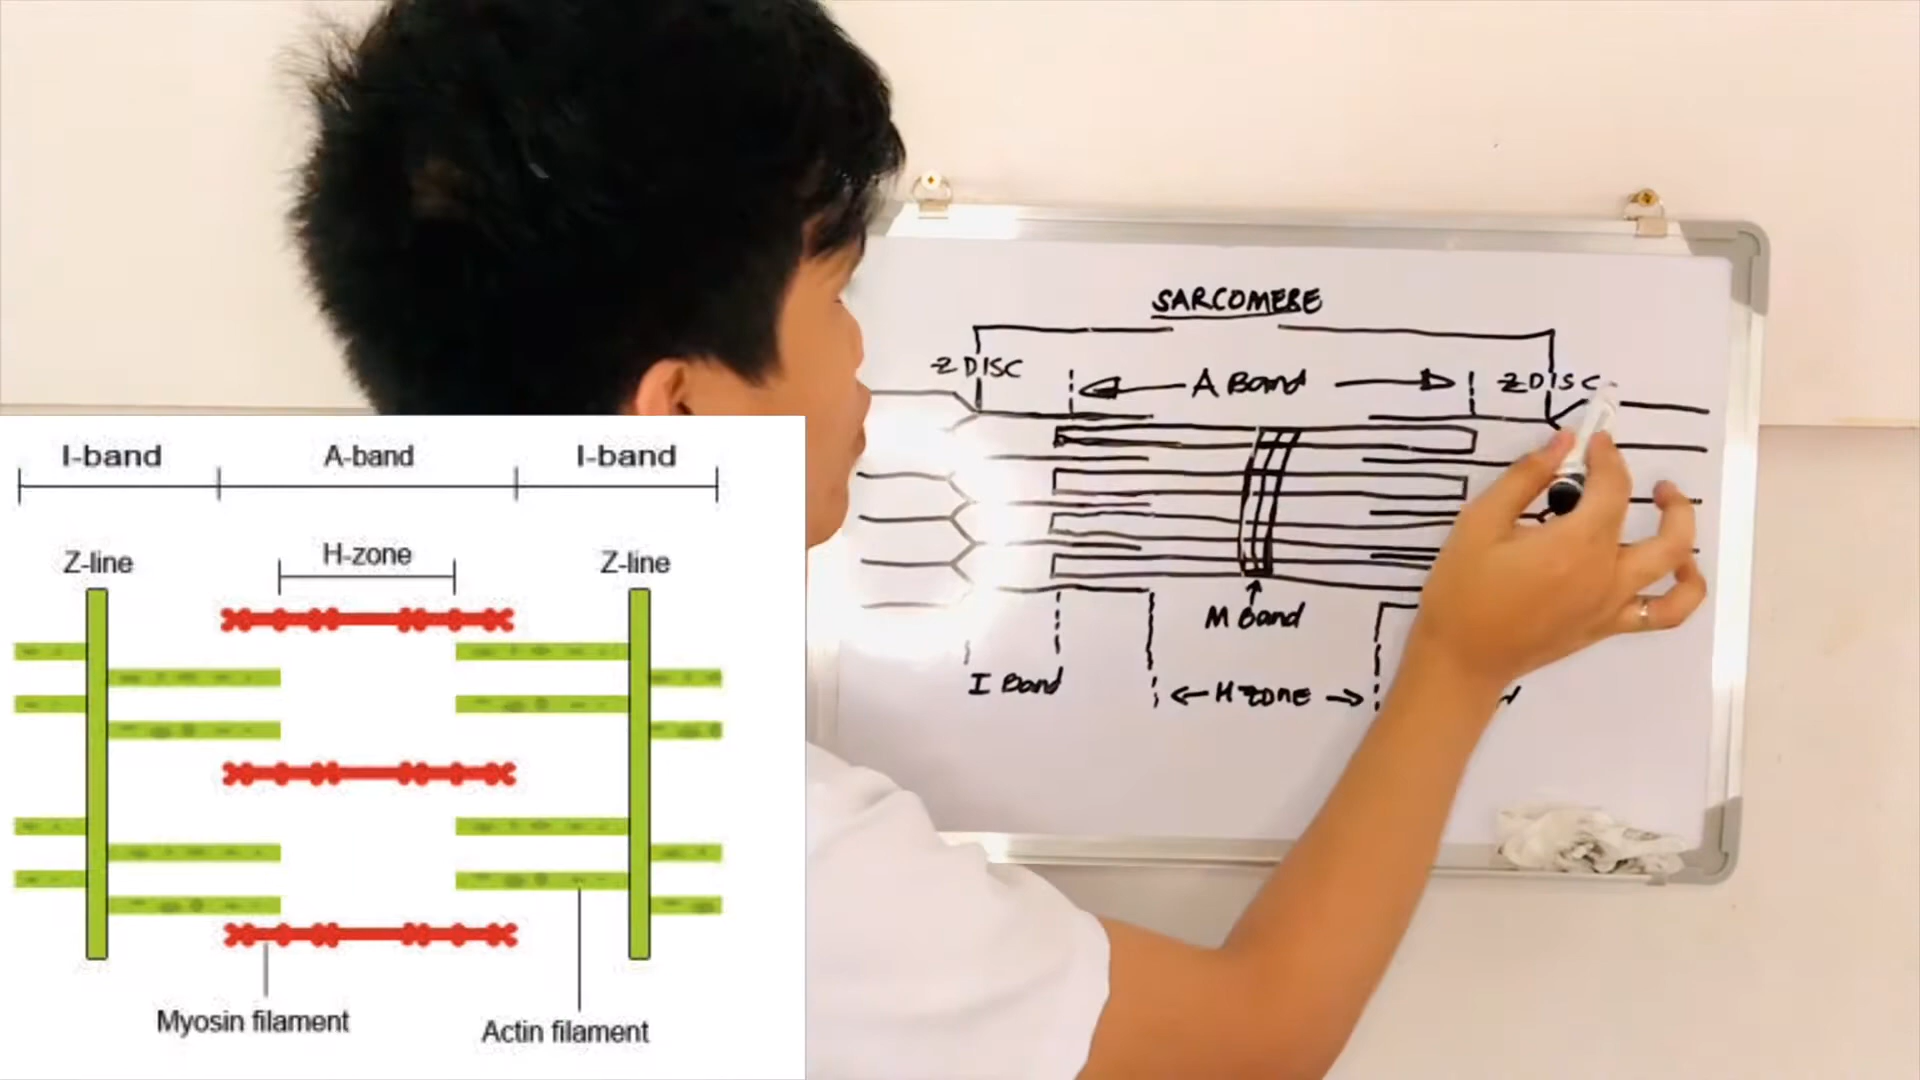 SARCOMERE
Z DISC
A Band
Z DISC
M Band
I Band
H ZONE
I-band
A-band
I-band
Z-line
H-zone
Z-line
Myosin filament
Actin filament